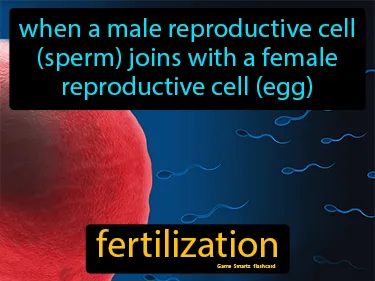 when a male reproductive cell
(sperm) joins with a female
reproductive cell (egg)
fertilization
Game Smartz flashcard